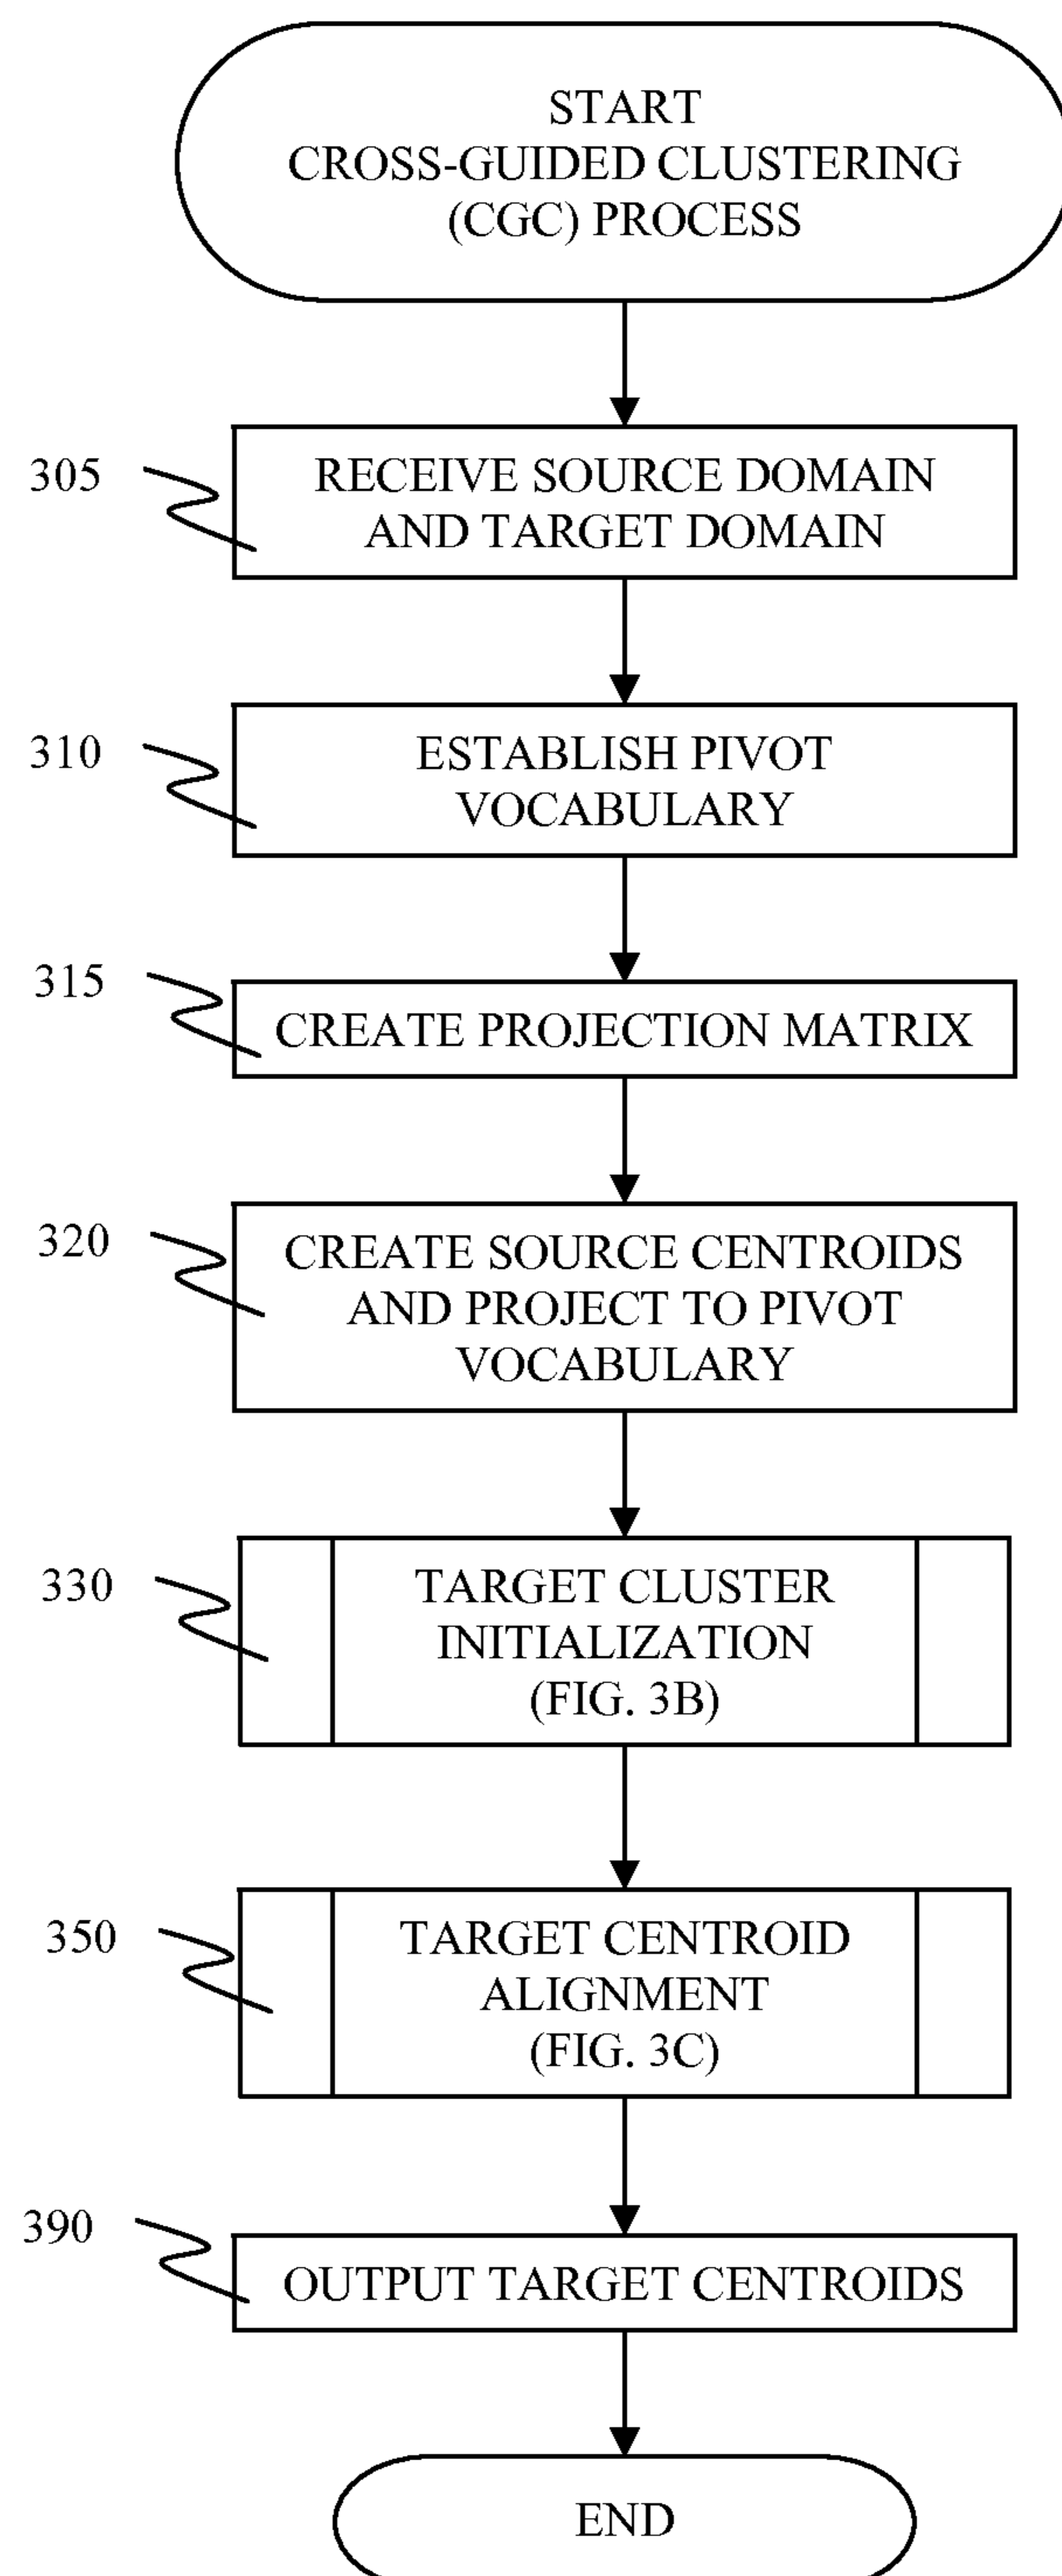 START
CROSS-GUIDED CLUSTERING
(CGC) PROCESS
305
RECEIVE SOURCE DOMAIN
AND TARGET DOMAIN
310
ESTABLISH PIVOT
VOCABULARY
315
CREATE PROJECTION MATRIX
320
CREATE SOURCE CENTROIDS
AND PROJECT TO PIVOT
VOCABULARY
330
TARGET CLUSTER
INITIALIZATION
(FIG. 3B)
350
TARGET CENTROID
ALIGNMENT
(FIG. 3C)
390
OUTPUT TARGET CENTROIDS
END